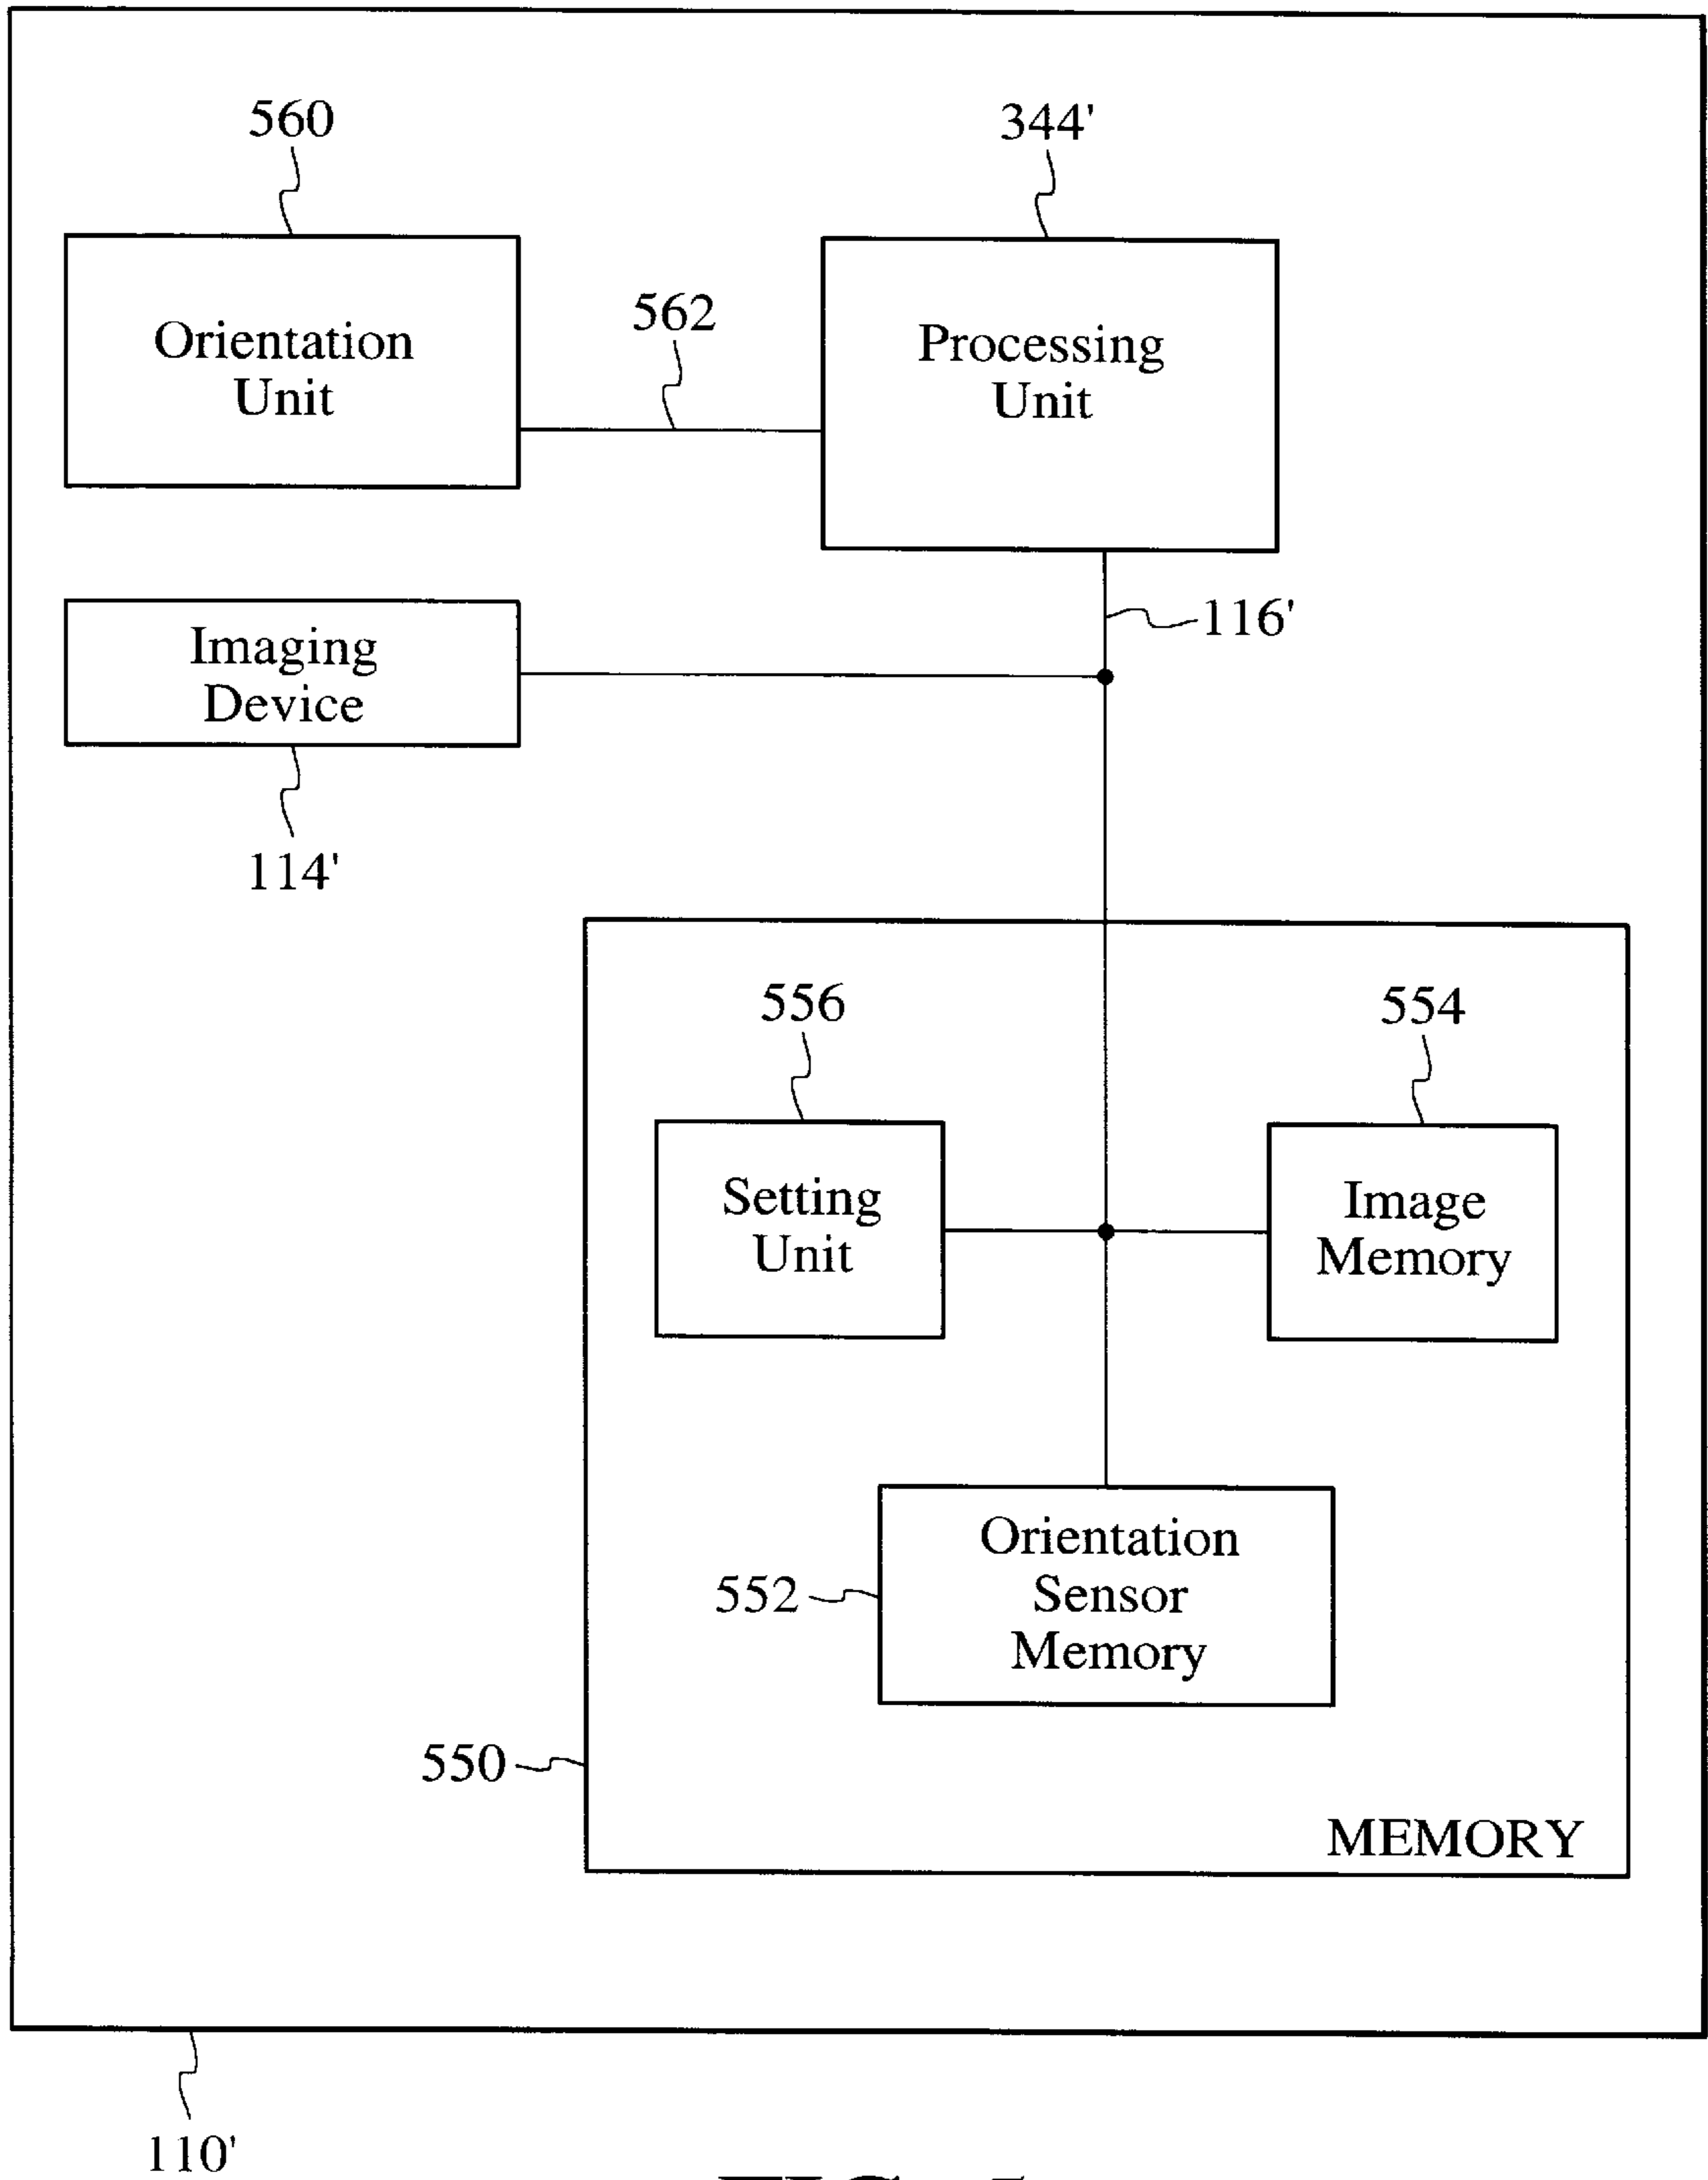 560
344'
Orientation
Unit
562
Processing
Unit
116'
Imaging
Device
114'
556
554
Setting
Unit
Image
Memory
Orientation
Sensor
Memory
552
550
MEMORY
110'